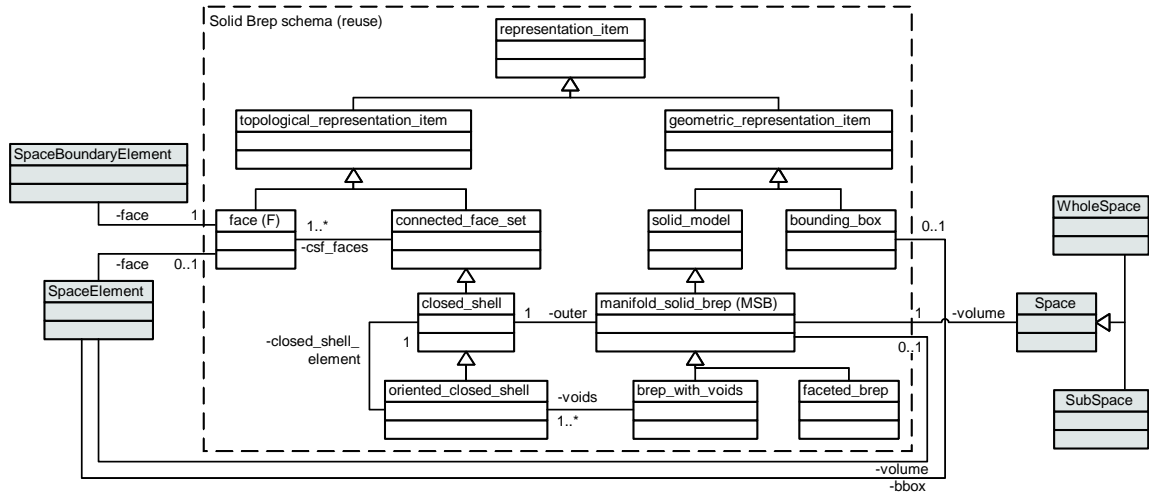 Solid Brep schema (reuse)
representation_item
topological_representation_item
geometric_representation_item
SpaceBoundaryElement
-face
1
face (F)
1..*
-csf_faces
connected_face_set
solid_model
bounding_box
0..1
WholeSpace
-face
0..1
SpaceElement
closed_shell
1
-outer
manifold_solid_brep (MSB)
1
-volume
Space
-closed_shell_
element
1
0..1
oriented_closed_shell
-voids
1..*
brep_with_voids
faceted_brep
SubSpace
-volume
-bbox